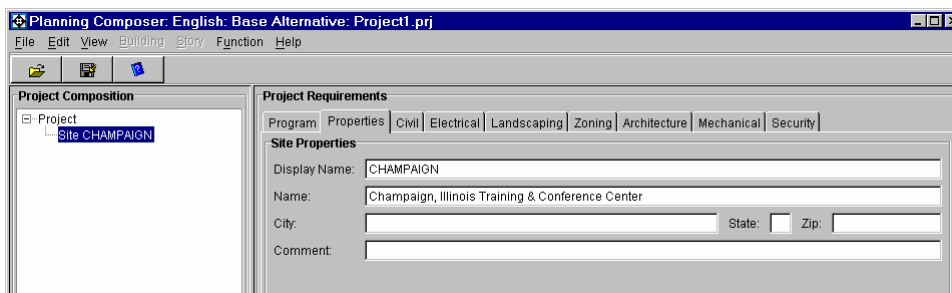 Planning Composer: English: Base Alternative: Project1.prj
File Edit View Building Story Function Help
Project Composition
Project
Site CHAMPAIGN
Project Requirements
Program Properties Civil Electrical Landscaping Zoning Architecture Mechanical Security
Site Properties
Display Name: CHAMPAIGN
Name: Champaign, Illinois Training & Conference Center
City: State: Zip:
Comment: